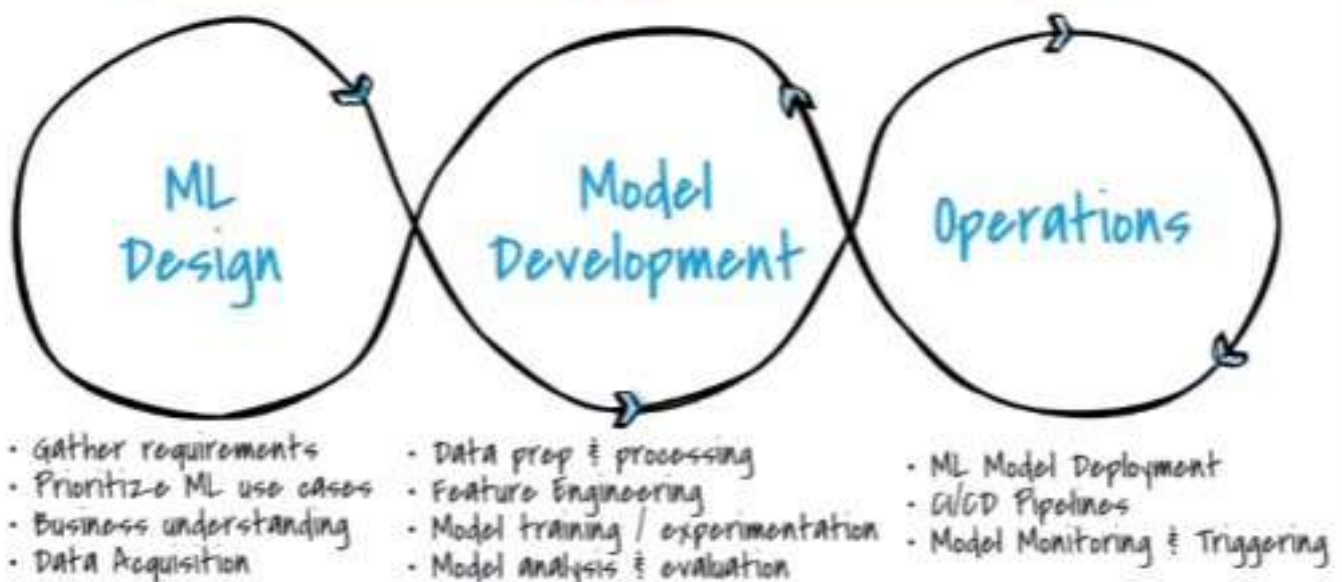 ML
Design
Model
Development
Operations
· Gather requirements
· Prioritize ML use cases
· Business understanding
· Data Acquisition
· Data prep & processing
· Feature Engineering
· Model training / experimentation
· Model analysis & evaluation
· ML Model Deployment
· CI/CD Pipelines
· Model Monitoring & Triggering